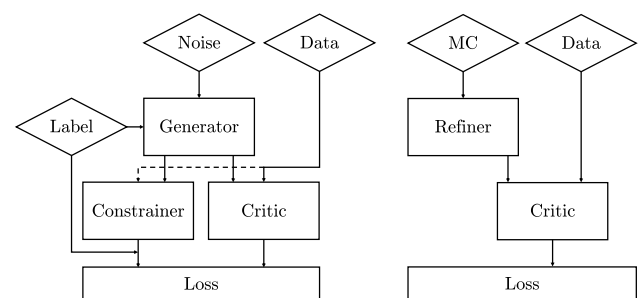 Noise
Data
Label
Generator
Constrainer
Critic
Loss
MC
Data
Refiner
Critic
Loss